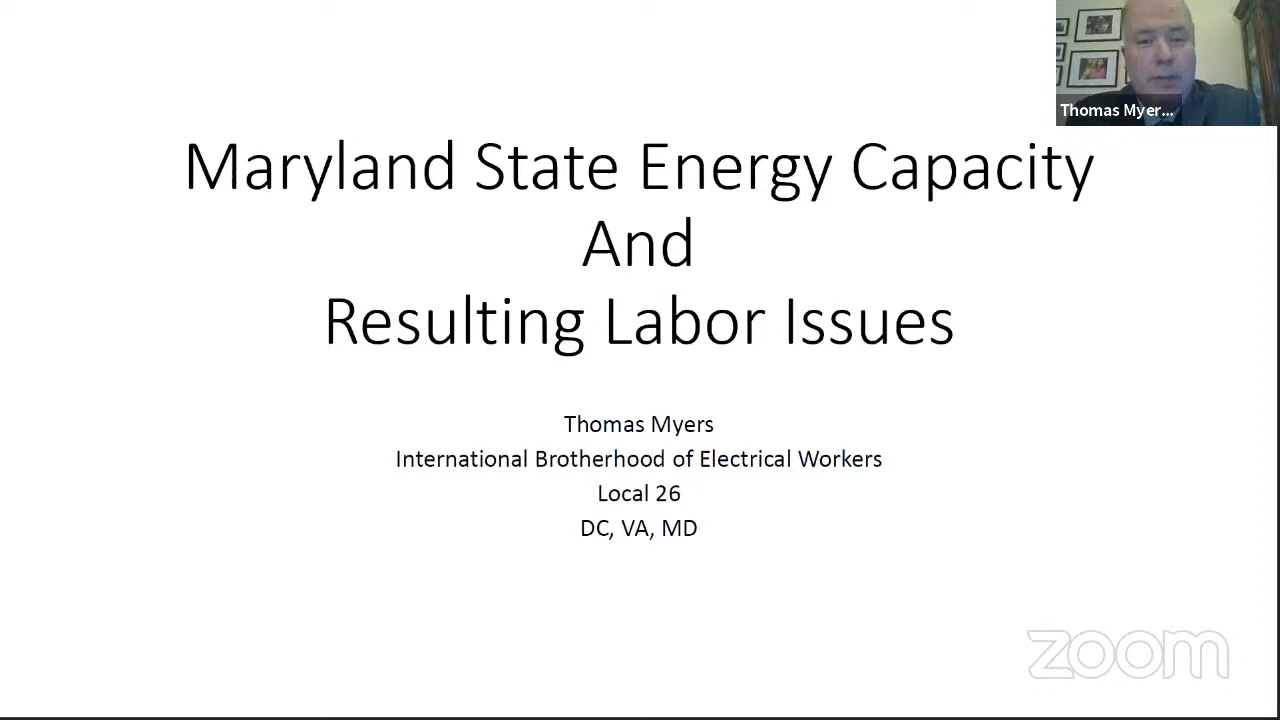 Thomas Myer...
Maryland State Energy Capacity
And
Resulting Labor Issues
Thomas Myers
International Brotherhood of Electrical Workers
Local 26
DC, VA, MD
zoom